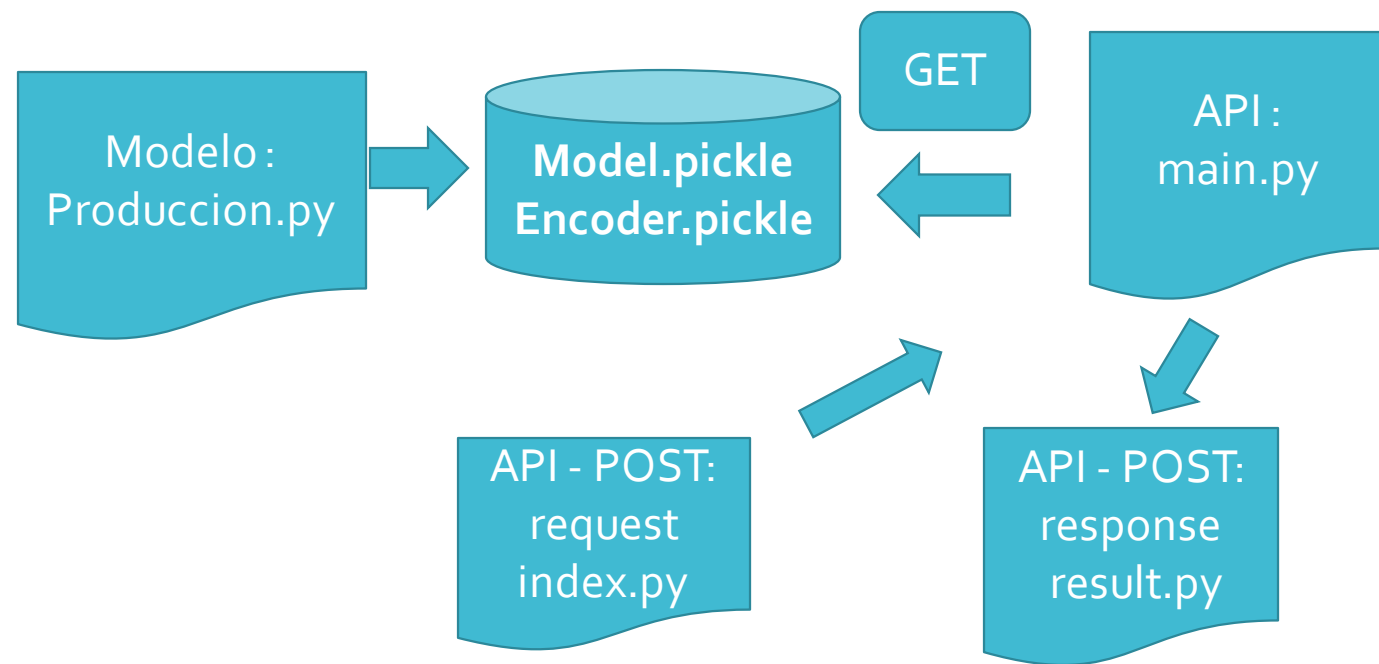 Modelo :
Produccion.py
Model.pickle
Encoder.pickle
GET
API :
main.py
API - POST:
request
index.py
API - POST:
response
result.py